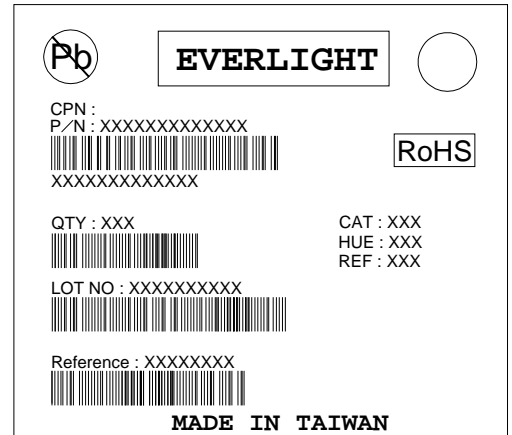 Pb
EVERLIGHT
CPN :
P/N : XXXXXXXXXXXXX
XXXXXXXXXXXXX
RoHS
QTY : XXX
CAT : XXX
HUE : XXX
REF : XXX
LOT NO : XXXXXXXXXX
Reference : XXXXXXXX
MADE IN TAIWAN